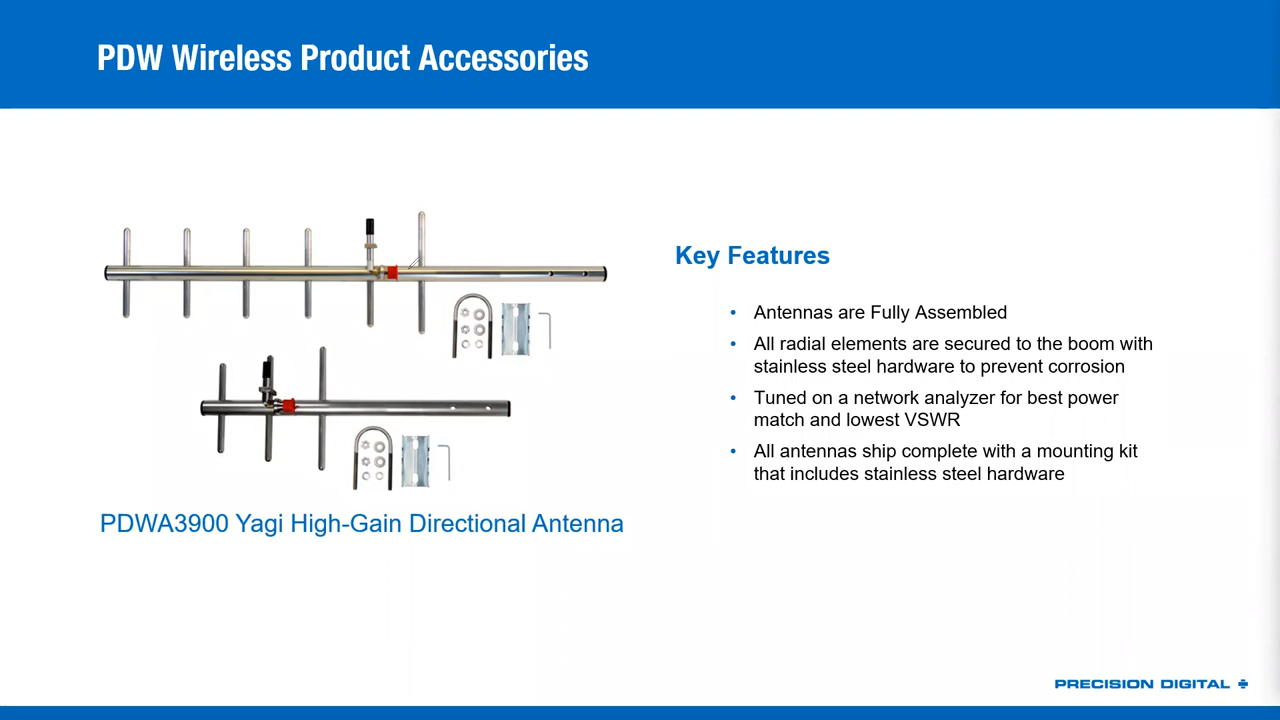 PDW Wireless Product Accessories
Key Features
• Antennas are Fully Assembled
• All radial elements are secured to the boom with
stainless steel hardware to prevent corrosion
• Tuned on a network analyzer for best power
match and lowest VSWR
• All antennas ship complete with a mounting kit
that includes stainless steel hardware
PDWA3900 Yagi High-Gain Directional Antenna
PRECISION DIGITAL